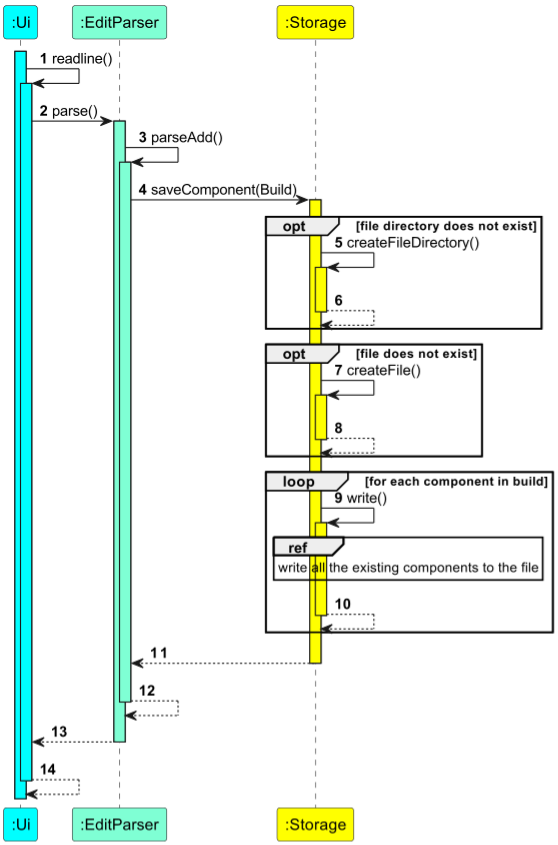 :Ui :EditParser :Storage
1 readline()
2 parse()
3 parseAdd()
4 saveComponent(Build)
opt [file directory does not exist]
5 createFileDirectory()
6
opt [file does not exist]
7 createFile()
8
loop [for each component in build]
9 write()
ref
write all the existing components to the file
10
11
12
13
14
:Ui :EditParser :Storage